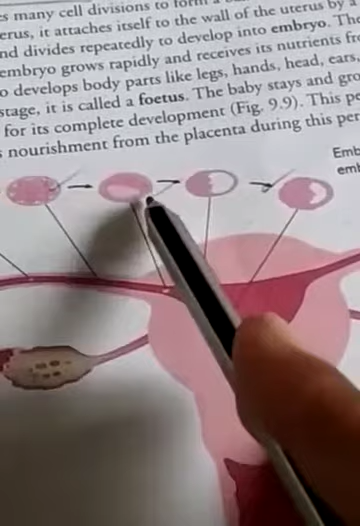 es many cell divisions to form a
erus, it attaches itself to the wall of the uterus by a
nd divides repeatedly to develop into embryo. Th
embryo grows rapidly and receives its nutrients fr
o develops body parts like legs, hands, head, ears,
stage, it is called a foetus. The baby stays and gro
for its complete development (Fig. 9.9). This pe
s nourishment from the placenta during this per
Emb
emb